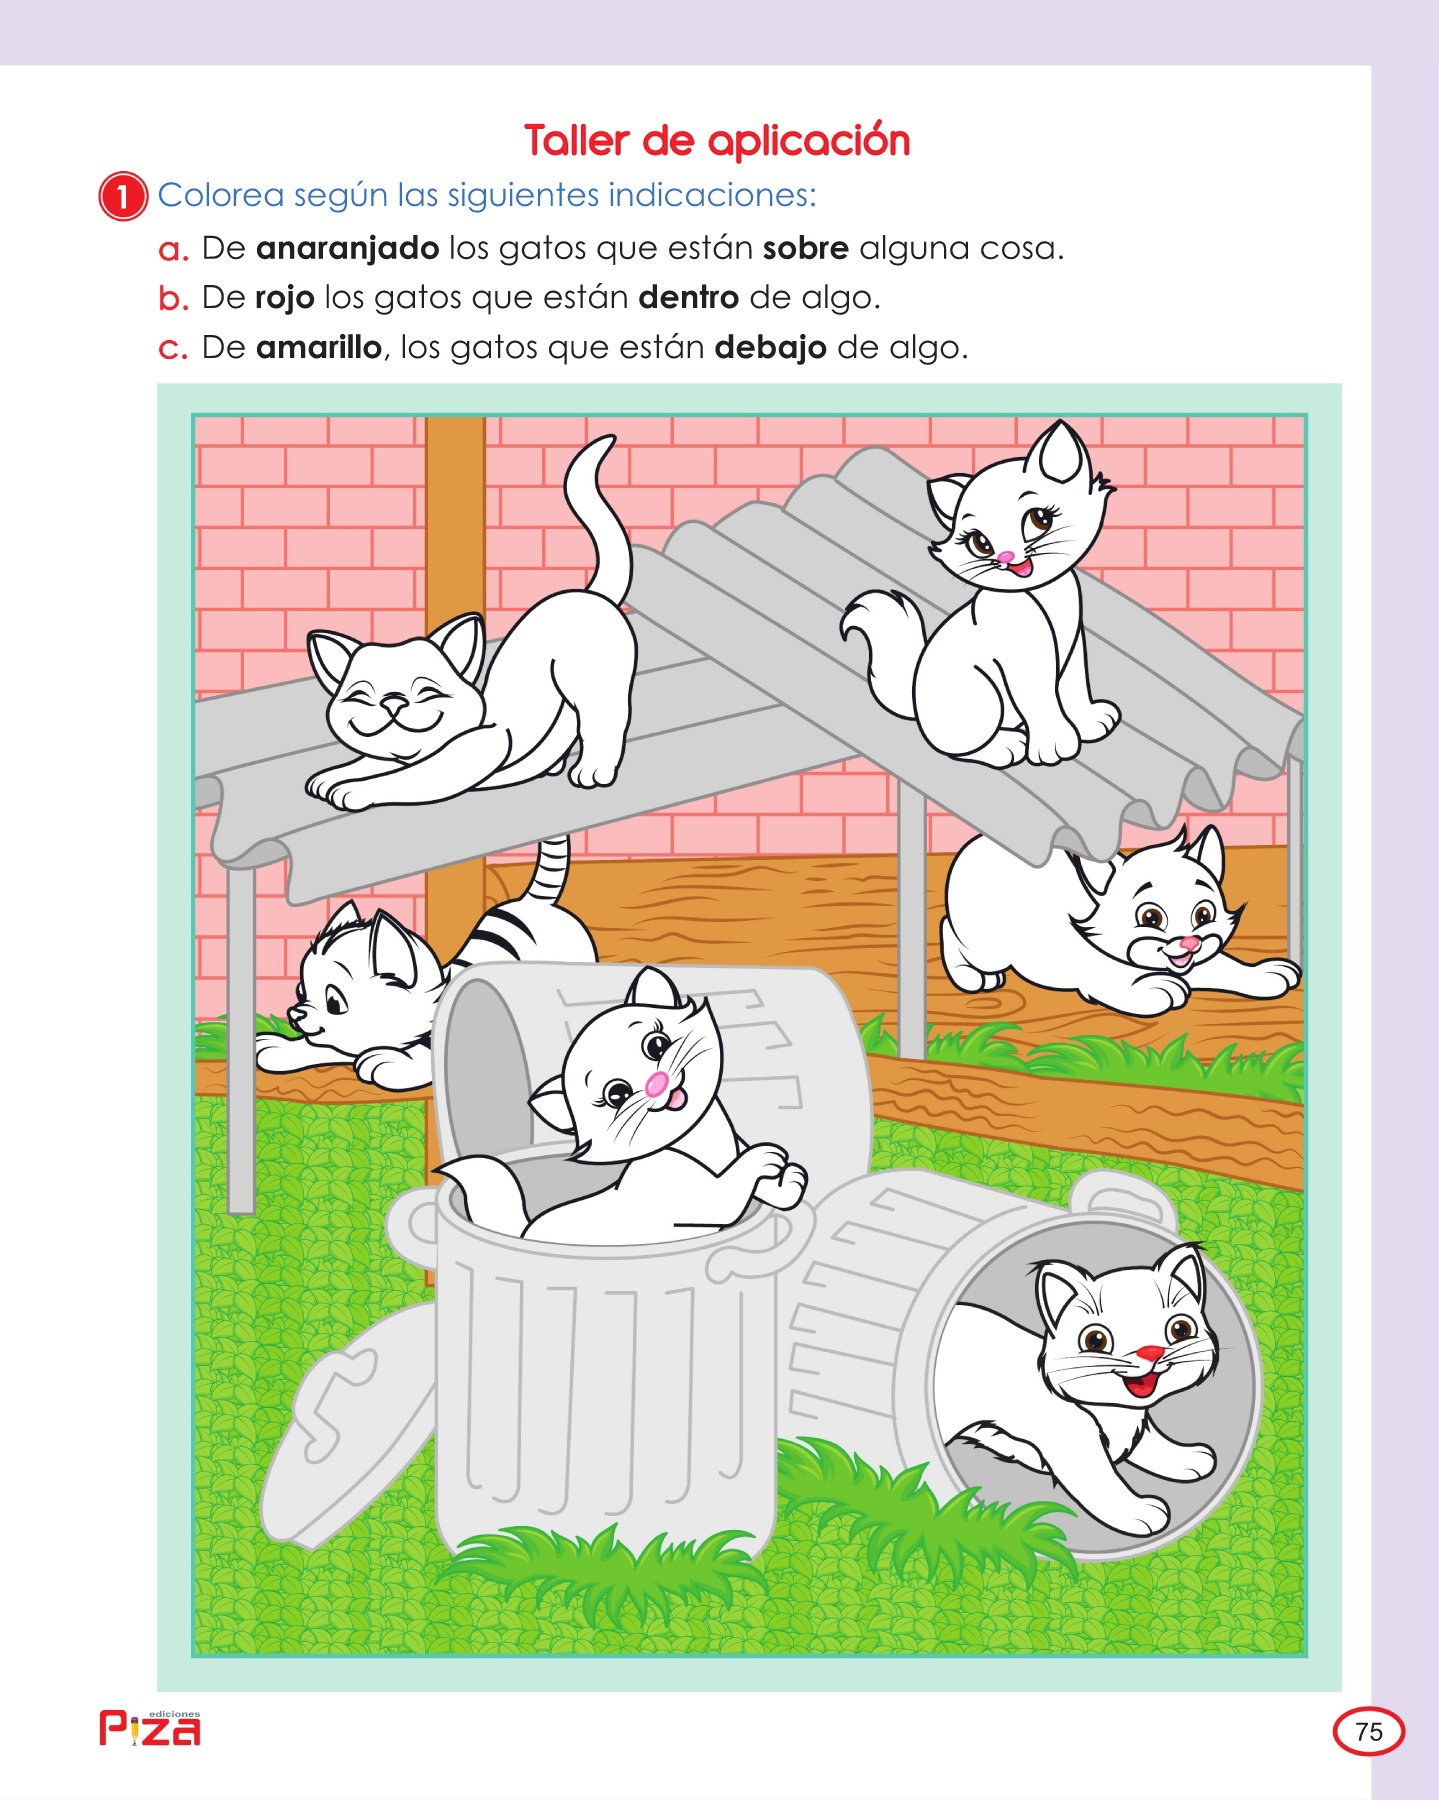 Taller de aplicación
1 Colorea según las siguientes indicaciones:
a. De anaranjado los gatos que están sobre alguna cosa.
b. De rojo los gatos que están dentro de algo.
c. De amarillo, los gatos que están debajo de algo.
ediciones
Piza
75